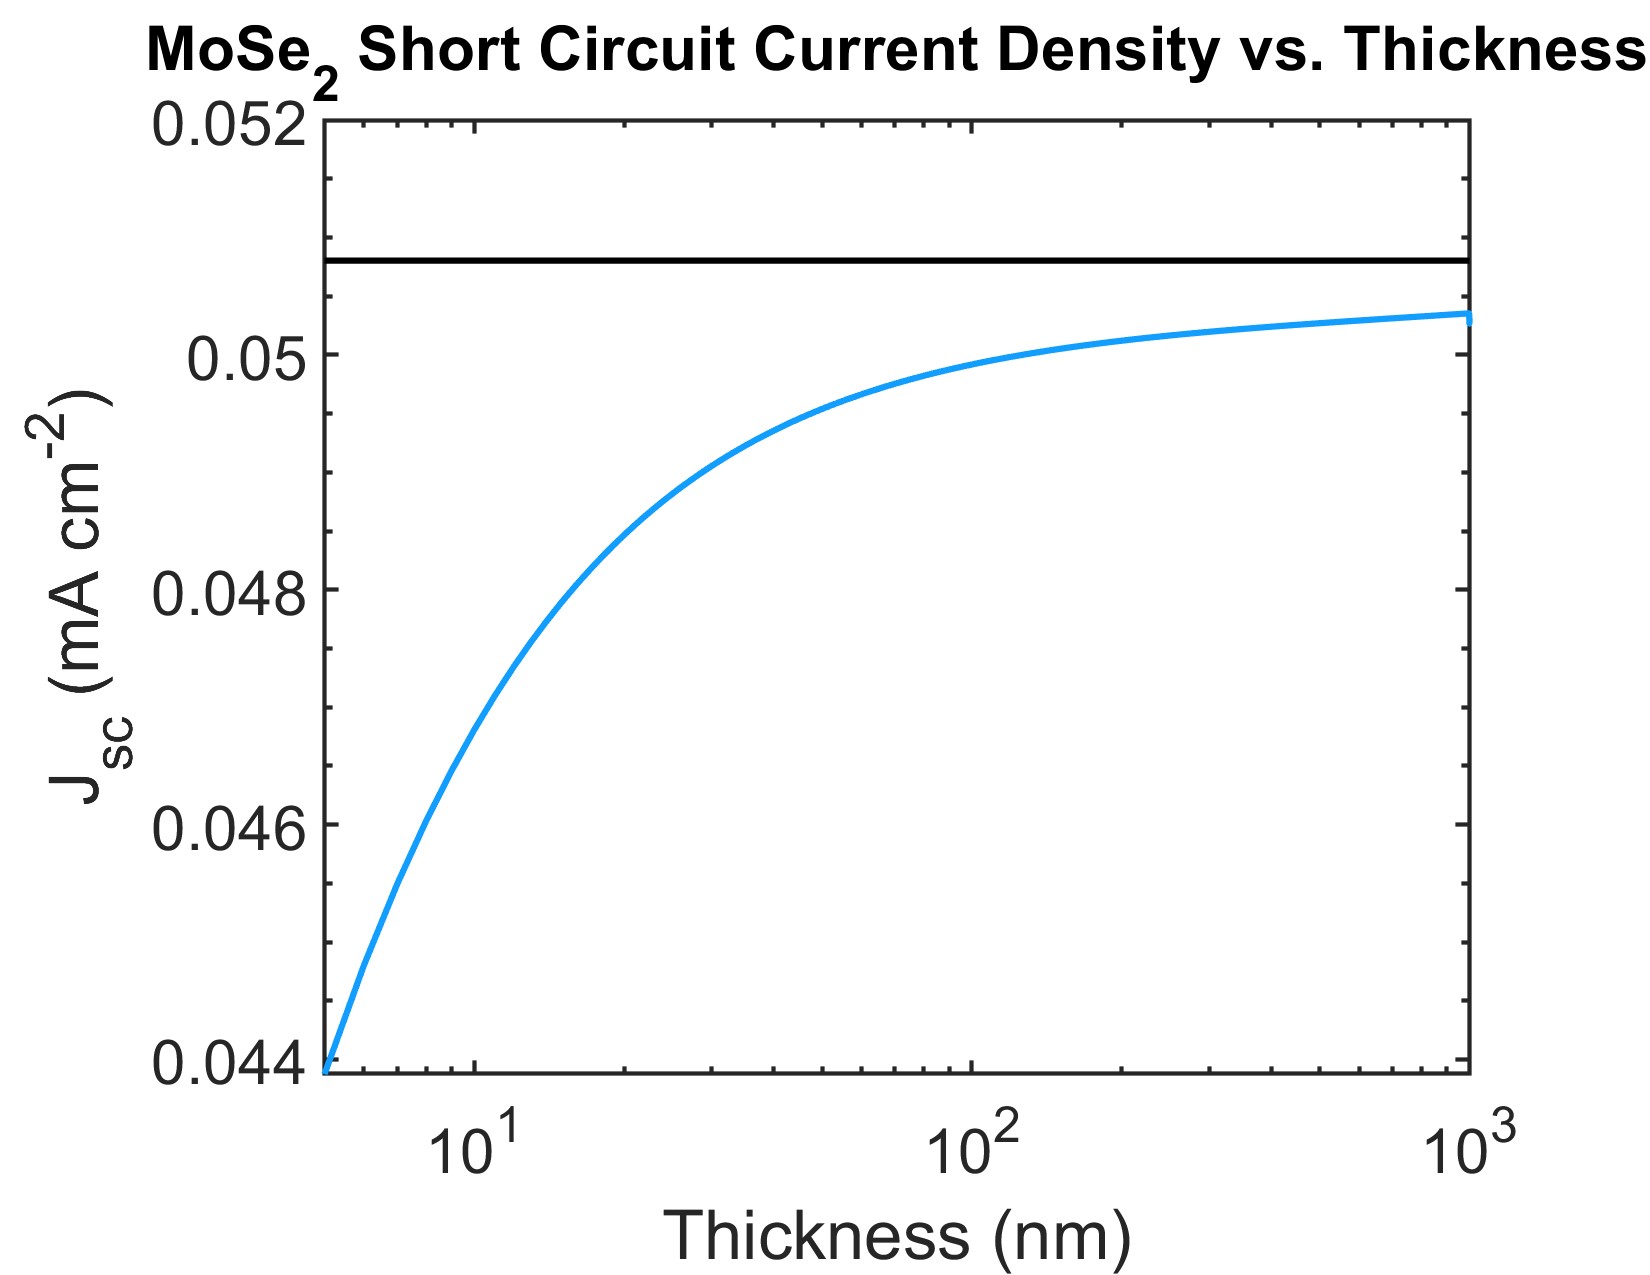 MoSe2 Short Circuit Current Density vs. Thickness
0.052
0.05
0.048
0.046
0.044
Jsc (mA cm-2)
10^1 10^2 10^3
Thickness (nm)